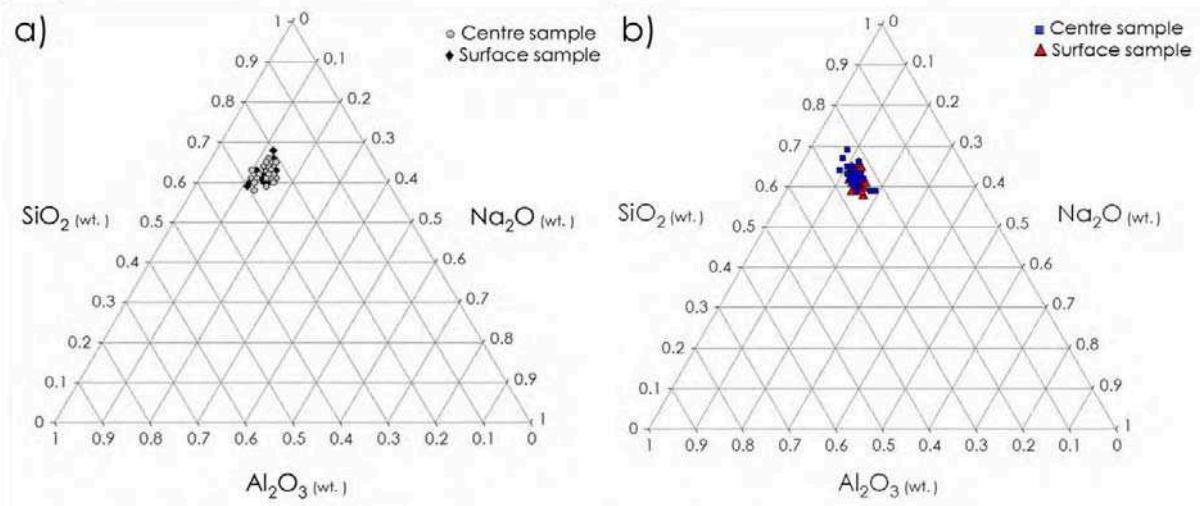 a)
Centre sample
Surface sample
1 0
0.9 0.1
0.8 0.2
0.7 0.3
0.6 0.4
SiO₂ (wt. ) Na₂O (wt. )
0.5 0.5
0.4 0.6
0.3 0.7
0.2 0.8
0.1 0.9
0 1
1 0.9 0.8 0.7 0.6 0.5 0.4 0.3 0.2 0.1 0
Al₂O₃ (wt. )
b)
Centre sample
Surface sample
1 0
0.9 0.1
0.8 0.2
0.7 0.3
0.6 0.4
SiO₂ (wt. ) Na₂O (wt. )
0.5 0.5
0.4 0.6
0.3 0.7
0.2 0.8
0.1 0.9
0 1
1 0.9 0.8 0.7 0.6 0.5 0.4 0.3 0.2 0.1 0
Al₂O₃ (wt. )